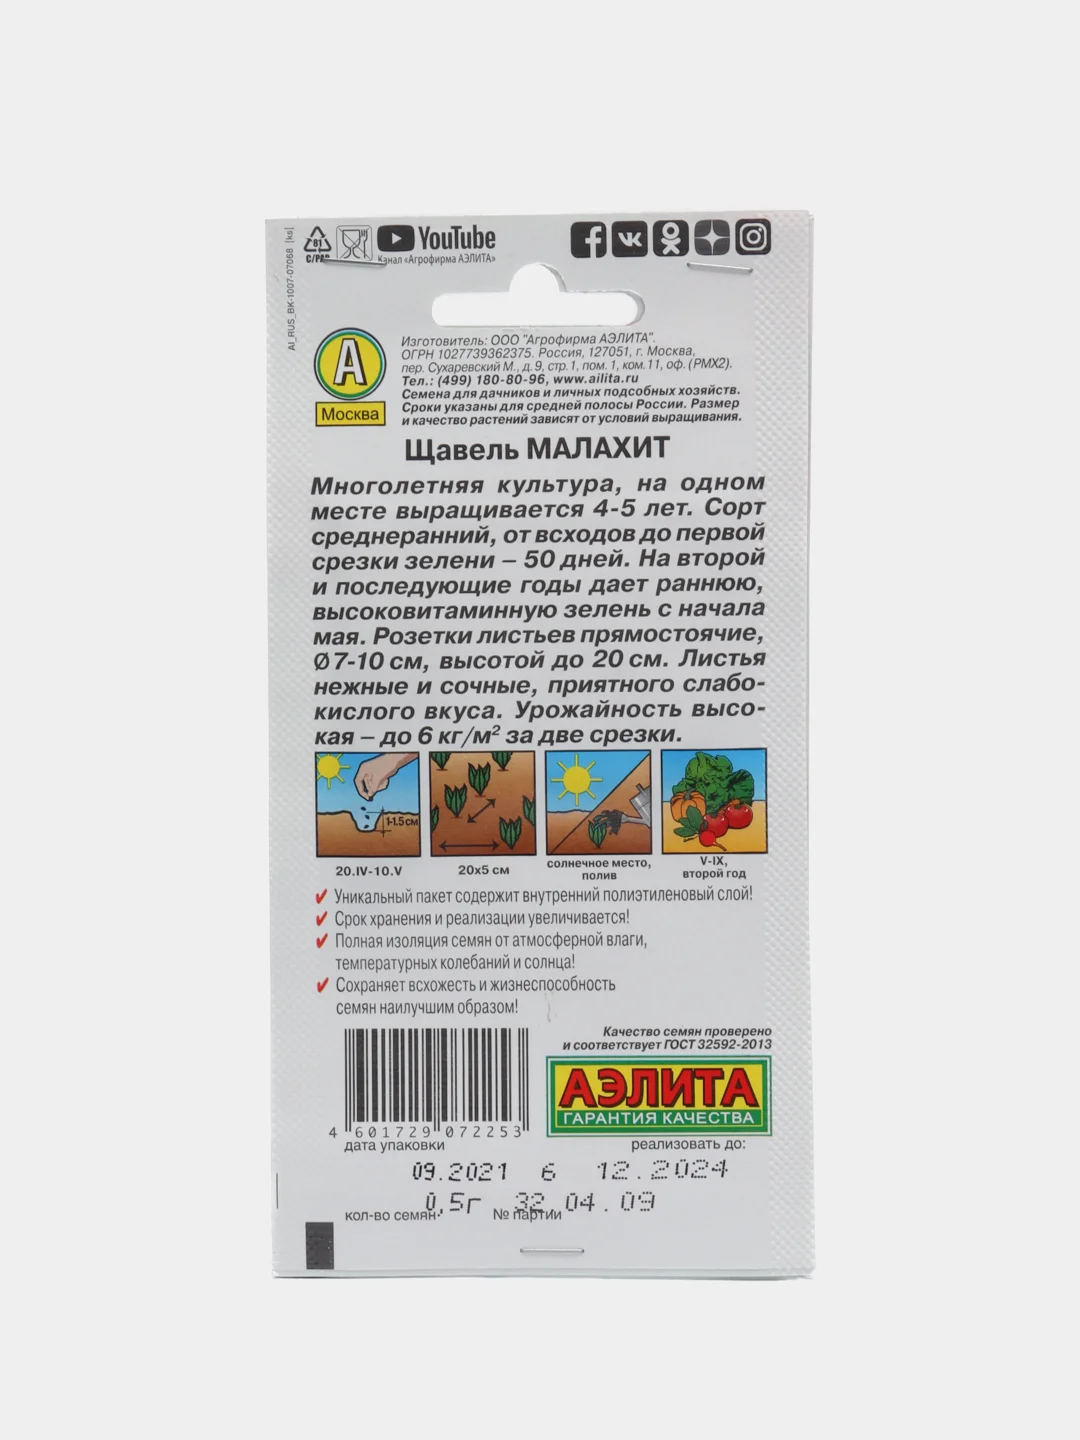 YouTube
Канал «Агрофирма АЭЛИТА»
81
C/PAP
AI_RUS_BK-1007-07068 [ks]
А
Москва
Изготовитель: ООО "Агрофирма АЭЛИТА".
ОГРН 1027739362375. Россия, 127051, г. Москва,
пер. Сухаревский М., д. 9, стр. 1, пом. 1, ком. 11, оф. (РМХ2).
Тел.: (499) 180-80-96, www.ailita.ru
Семена для дачников и личных подсобных хозяйств.
Сроки указаны для средней полосы России. Размер
и качество растений зависят от условий выращивания.
Щавель МАЛАХИТ
Многолетняя культура, на одном
месте выращивается 4-5 лет. Сорт
среднеранний, от всходов до первой
срезки зелени – 50 дней. На второй
и последующие годы дает раннюю,
высоковитаминную зелень с начала
мая. Розетки листьев прямостоячие,
Ø 7-10 см, высотой до 20 см. Листья
нежные и сочные, приятного слабо-
кислого вкуса. Урожайность высо-
кая – до 6 кг/м² за две срезки.
1-1.5 см
20.IV-10.V
20x5 см
солнечное место,
полив
V-IX,
второй год
Уникальный пакет содержит внутренний полиэтиленовый слой!
Срок хранения и реализации увеличивается!
Полная изоляция семян от атмосферной влаги,
температурных колебаний и солнца!
Сохраняет всхожесть и жизнеспособность
семян наилучшим образом!
Качество семян проверено
и соответствует ГОСТ 32592-2013
АЭЛИТА
ГАРАНТИЯ КАЧЕСТВА
4 601729 072253
дата упаковки
реализовать до:
09.2021 6 12.2024
0,5г 32.04.09
кол-во семян:
№ партии